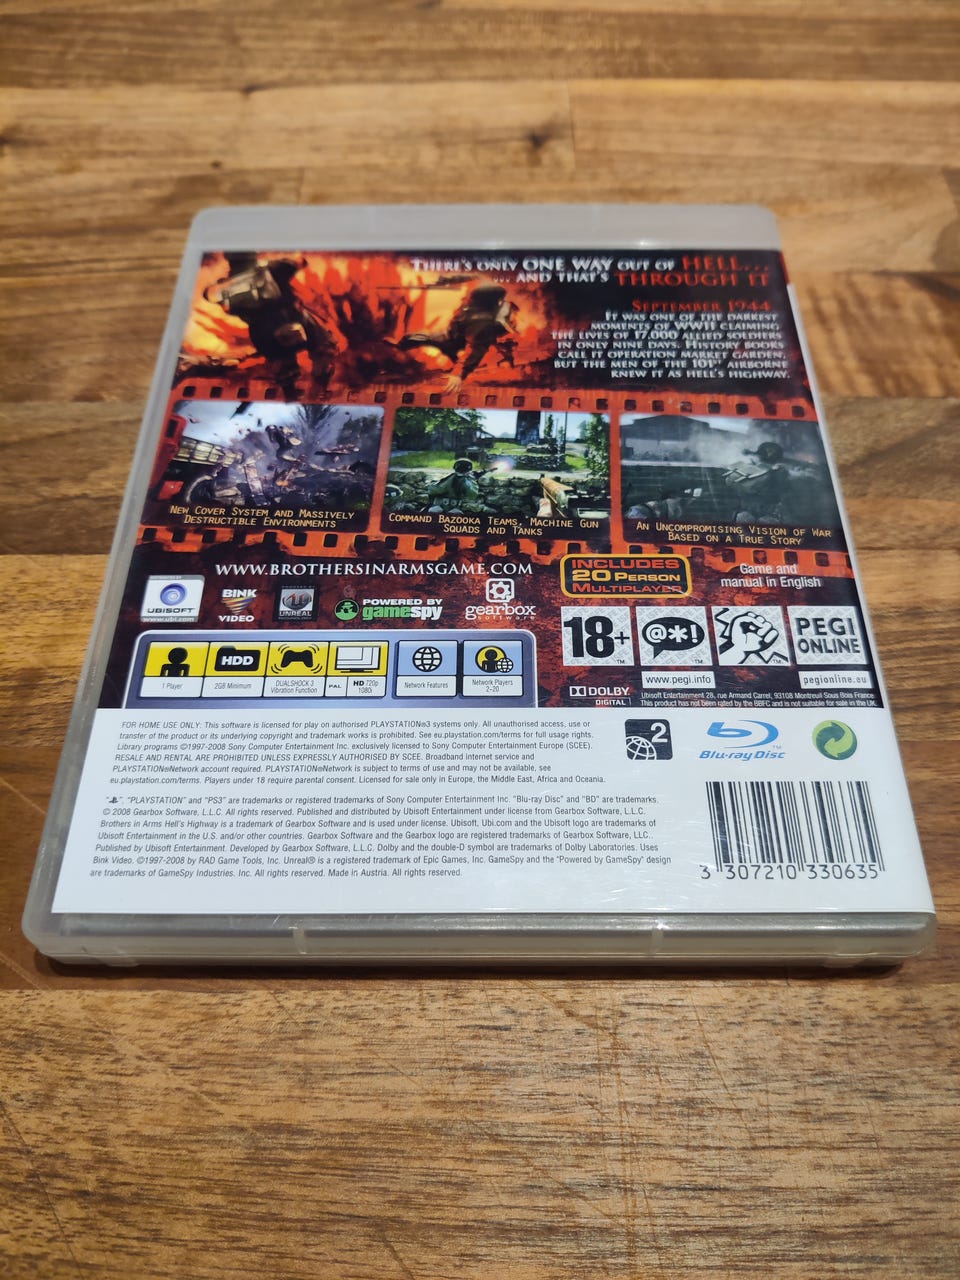 THERE'S ONLY ONE WAY OUT OF HELL...
... AND THAT'S THROUGH IT
SEPTEMBER 1944
IT WAS ONE OF THE DARKEST
MOMENTS OF WWII CLAIMING
THE LIVES OF 17,000 ALLIED SOLDIERS
IN ONLY NINE DAYS. HISTORY BOOKS
CALL IT OPERATION MARKET GARDEN,
BUT THE MEN OF THE 101ST AIRBORNE
KNEW IT AS HELL'S HIGHWAY.
NEW COVER SYSTEM AND MASSIVELY
DESTRUCTIBLE ENVIRONMENTS
COMMAND BAZOOKA TEAMS, MACHINE GUN
SQUADS AND TANKS
AN UNCOMPROMISING VISION OF WAR
BASED ON A TRUE STORY
WWW.BROTHERSINARMSGAME.COM
INCLUDES
20 PERSON
MULTIPLAYER
Game and
manual in English
UBISOFT
www.ubi.com
BINK
VIDEO
UNREAL
POWERED BY
gamespy
gearbox
software
18+
@*!
PEGI
ONLINE
www.pegi.info
pegionline.eu
1 Player
HDD
2GB Minimum
DUALSHOCK 3
Vibration Function
PAL
HD 720p
1080i
Network Features
Network Players
2-20
DOLBY
DIGITAL
Ubisoft Entertainment 28, rue Armand Carrel, 93108 Montreuil Sous Bois France.
This product has not been rated by the BBFC and is not suitable for sale in the UK.
FOR HOME USE ONLY: This software is licensed for play on authorised PLAYSTATION®3 systems only. All unauthorised access, use or
transfer of the product or its underlying copyright and trademark works is prohibited. See eu.playstation.com/terms for full usage rights.
Library programs ©1997-2008 Sony Computer Entertainment Inc. exclusively licensed to Sony Computer Entertainment Europe (SCEE).
RESALE AND RENTAL ARE PROHIBITED UNLESS EXPRESSLY AUTHORISED BY SCEE. Broadband internet service and
PLAYSTATION®Network account required. PLAYSTATION®Network is subject to terms of use and may not be available, see
eu.playstation.com/terms. Players under 18 require parental consent. Licensed for sale only in Europe, the Middle East, Africa and Oceania.
2
Blu-ray Disc
", "PLAYSTATION" and "PS3" are trademarks or registered trademarks of Sony Computer Entertainment Inc. "Blu-ray Disc" and "BD" are trademarks.
© 2008 Gearbox Software, L.L.C. All rights reserved. Published and distributed by Ubisoft Entertainment under license from Gearbox Software, L.L.C.
Brothers in Arms Hell's Highway is a trademark of Gearbox Software and is used under license. Ubisoft, Ubi.com and the Ubisoft logo are trademarks of
Ubisoft Entertainment in the U.S. and/or other countries. Gearbox Software and the Gearbox logo are registered trademarks of Gearbox Software, LLC..
Published by Ubisoft Entertainment. Developed by Gearbox Software, L.L.C. Dolby and the double-D symbol are trademarks of Dolby Laboratories. Uses
Bink Video. ©1997-2008 by RAD Game Tools, Inc. Unreal® is a registered trademark of Epic Games, Inc. GameSpy and the "Powered by GameSpy" design
are trademarks of GameSpy Industries, Inc. All rights reserved. Made in Austria. All rights reserved.
3 307210 330635